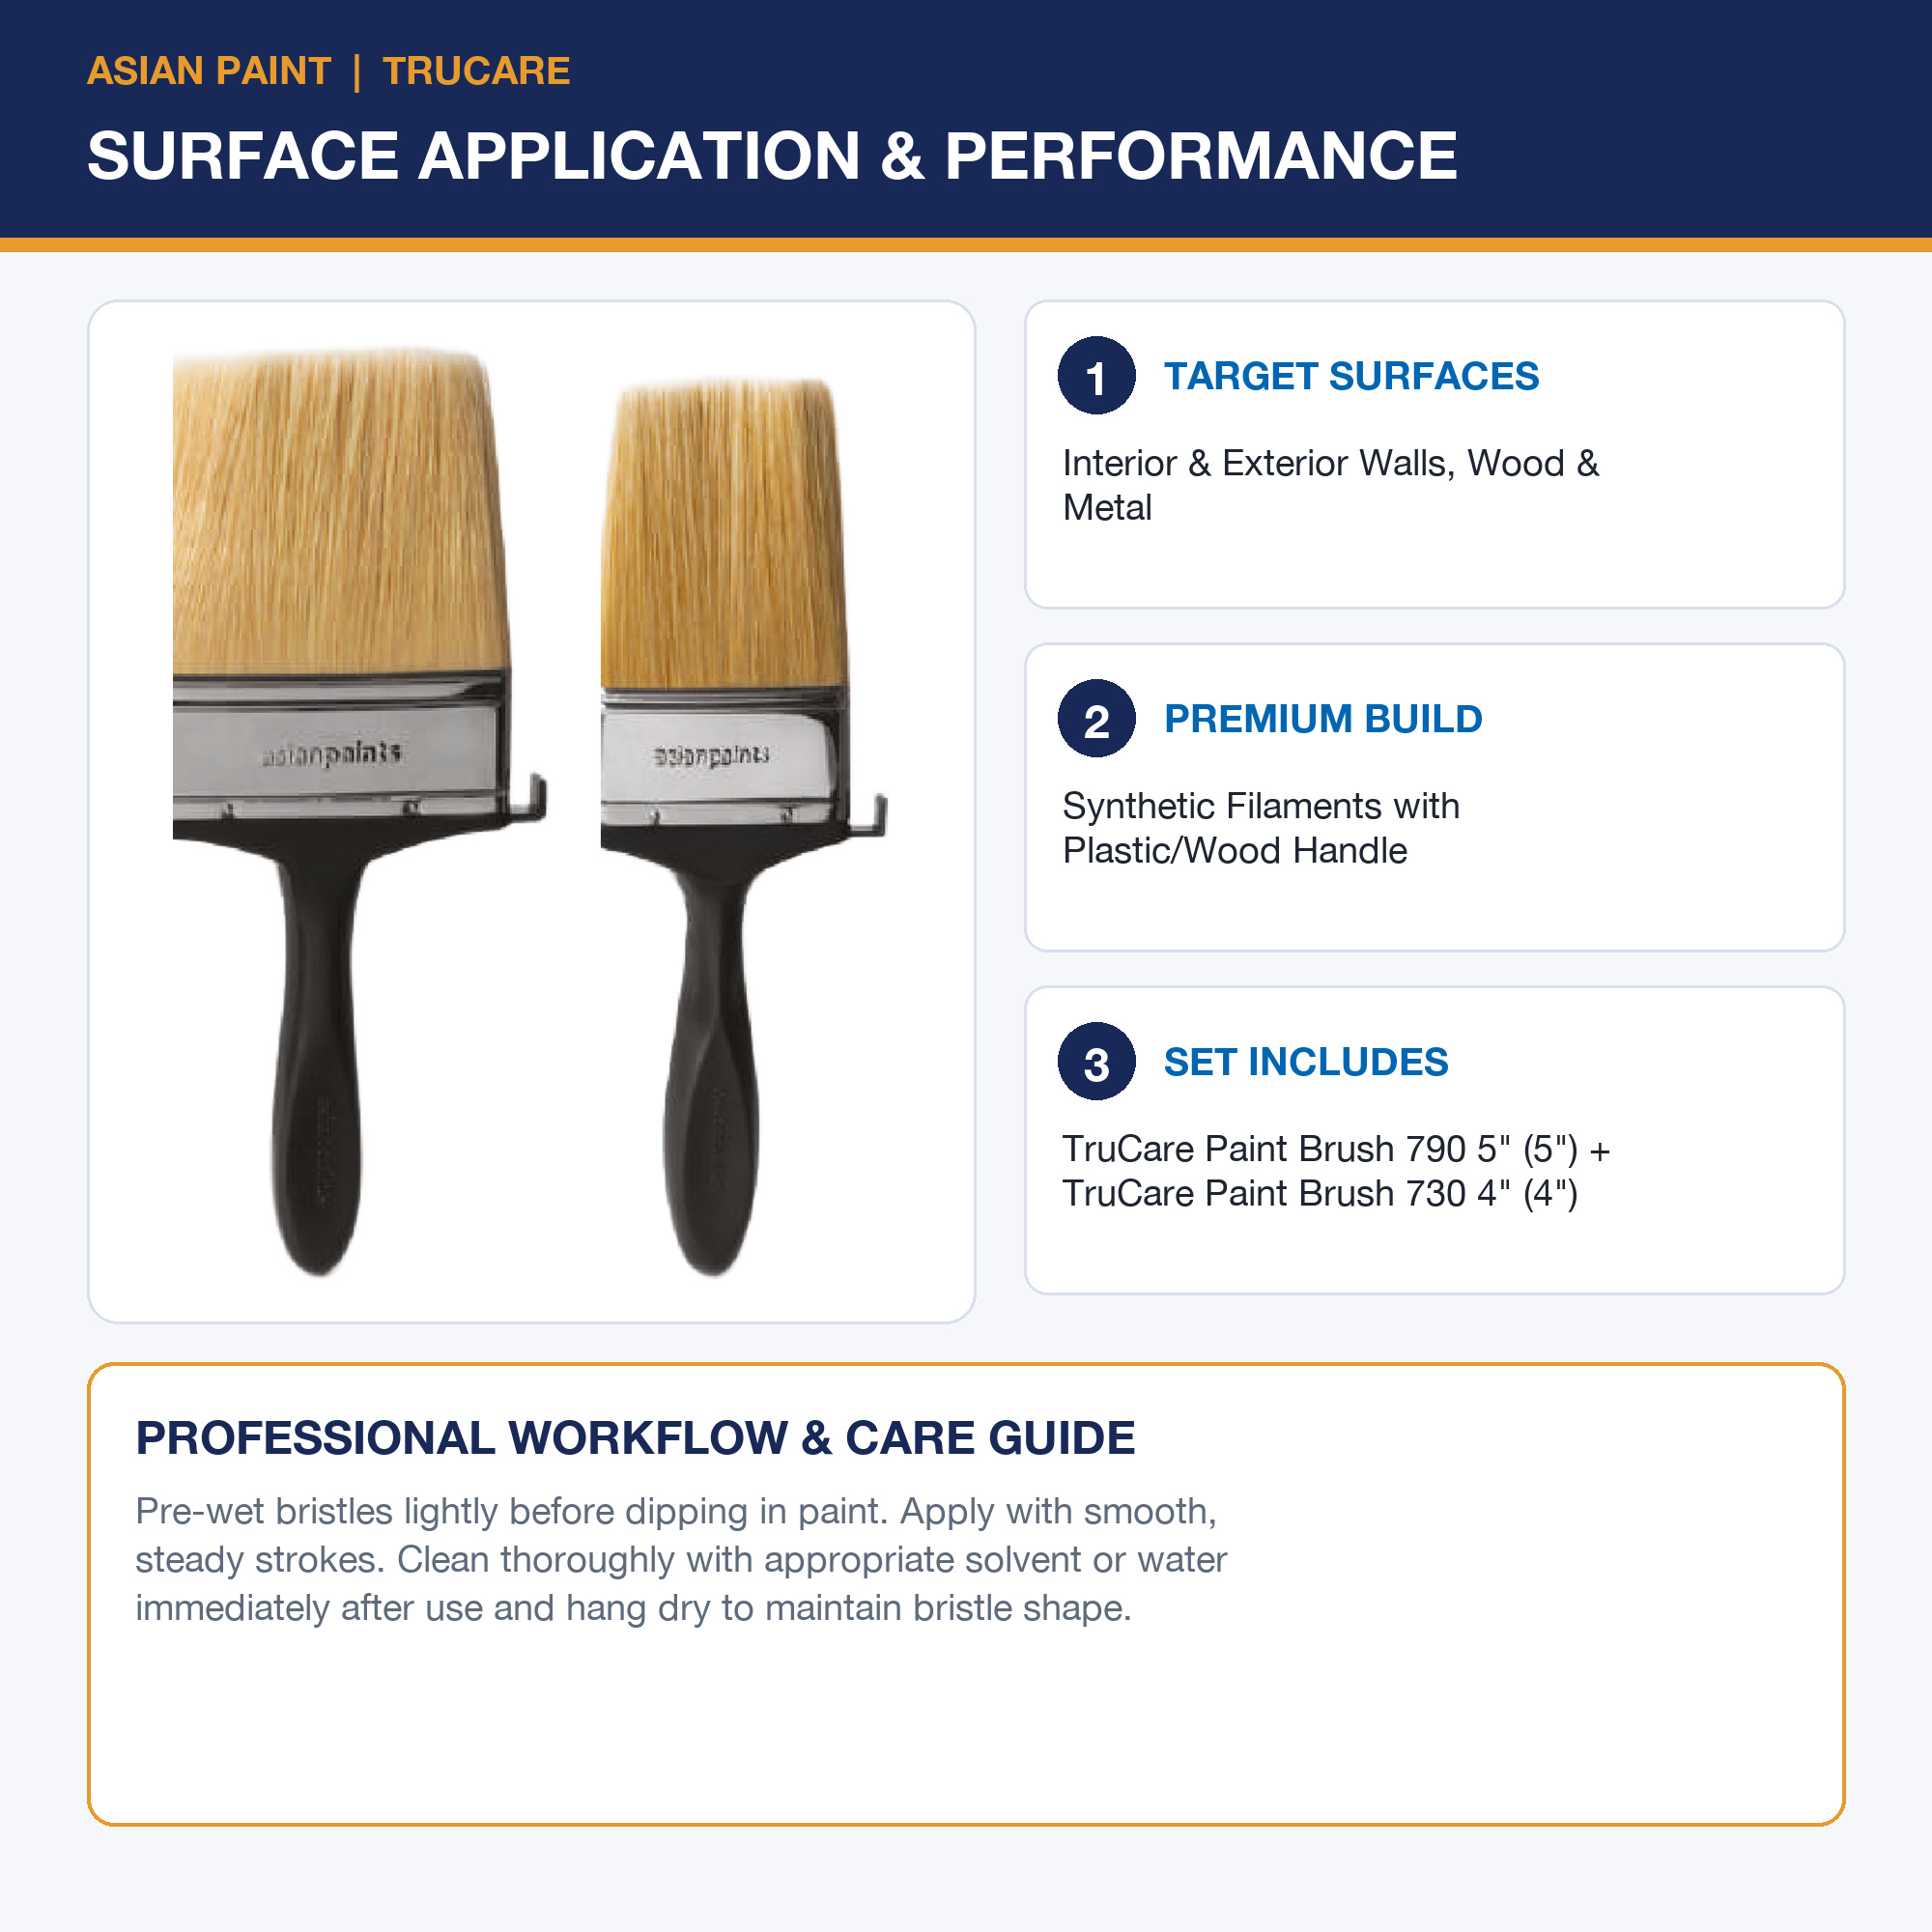 ASIAN PAINT | TRUCARE
SURFACE APPLICATION & PERFORMANCE
asianpaints
asianpaints
1
TARGET SURFACES
Interior & Exterior Walls, Wood &
Metal
2
PREMIUM BUILD
Synthetic Filaments with
Plastic/Wood Handle
3
SET INCLUDES
TruCare Paint Brush 790 5" (5") +
TruCare Paint Brush 730 4" (4")
PROFESSIONAL WORKFLOW & CARE GUIDE
Pre-wet bristles lightly before dipping in paint. Apply with smooth,
steady strokes. Clean thoroughly with appropriate solvent or water
immediately after use and hang dry to maintain bristle shape.